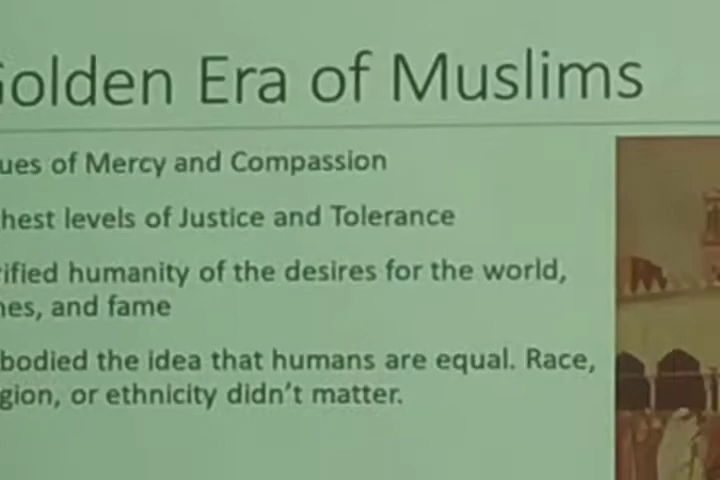 Golden Era of Muslims
ues of Mercy and Compassion
hest levels of Justice and Tolerance
ified humanity of the desires for the world,
hes, and fame
bodied the idea that humans are equal. Race,
gion, or ethnicity didn't matter.